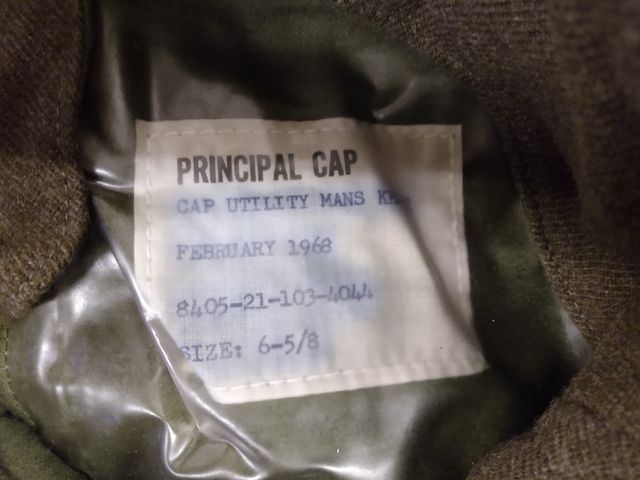 PRINCIPAL CAP
CAP UTILITY MANS
FEBRUARY 1968
8405-21-103-4044
SIZE: 6-5/8